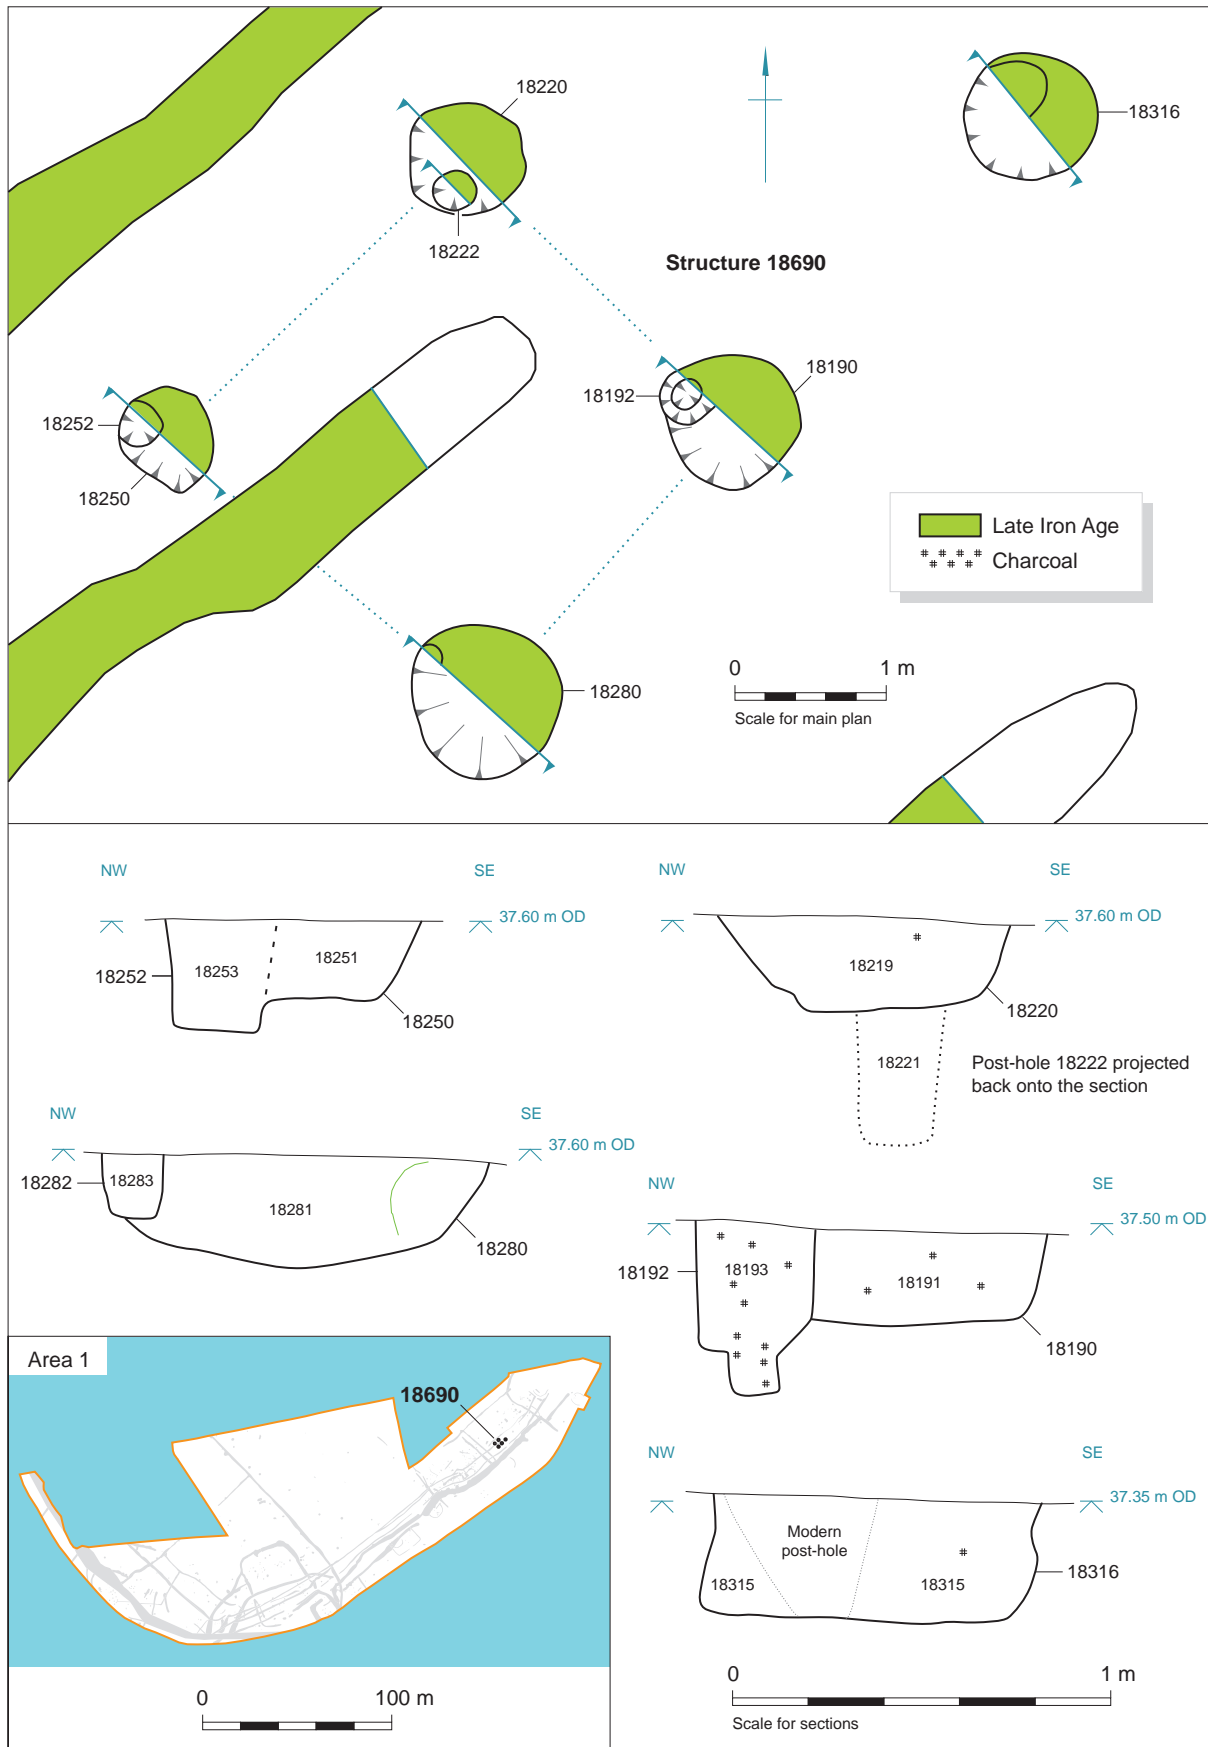 18220
18316
18222
Structure 18690
18190
18192
18252
18250
Late Iron Age
Charcoal
0 1 m
Scale for main plan
18280
NW SE
37.60 m OD
18252
18253
18251
18250
NW SE
37.60 m OD
18219
18220
18221
Post-hole 18222 projected
back onto the section
NW SE
37.60 m OD
18282
18283
18281
18280
NW SE
37.50 m OD
18192
18193
18191
18190
Area 1
18690
0 100 m
NW SE
37.35 m OD
Modern
post-hole
18315
18315
18316
0 1 m
Scale for sections